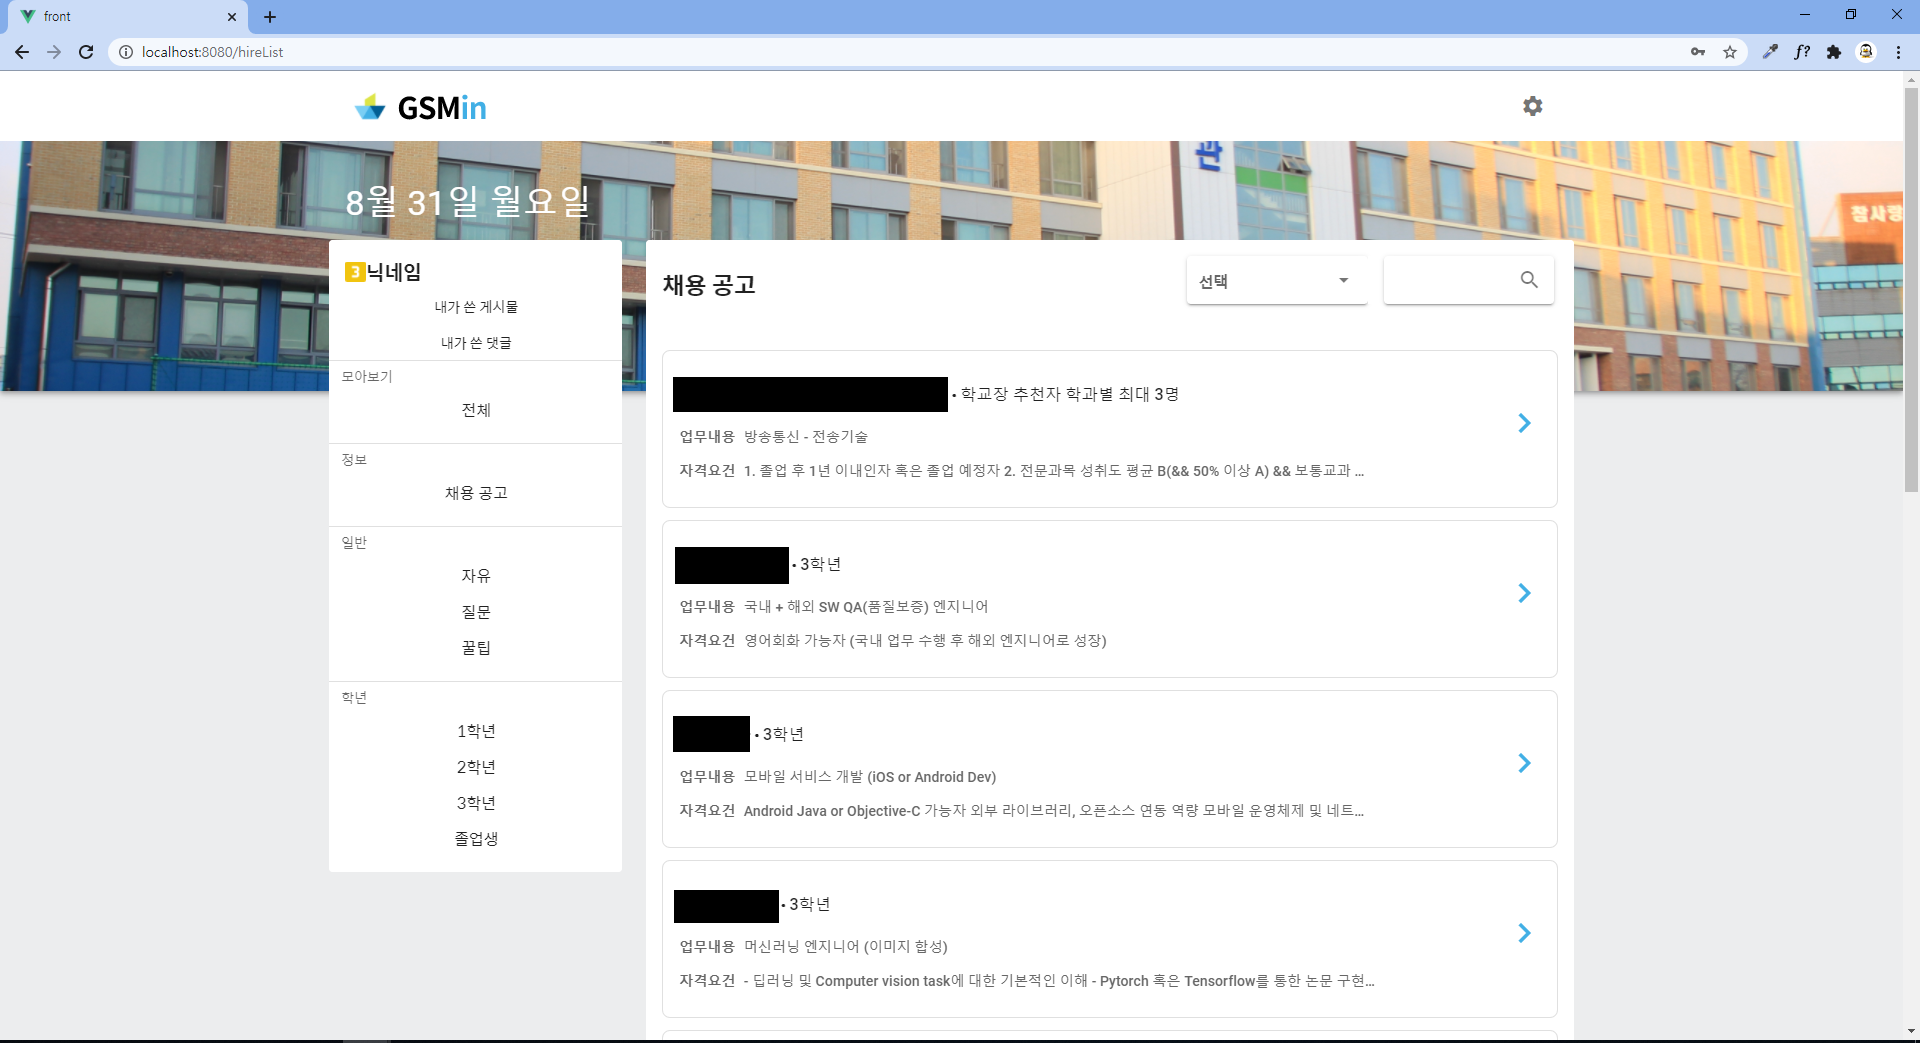 front
localhost:8080/hireList
GSMin
관
참사랑
8월 31일 월요일
3닉네임
내가 쓴 게시물
내가 쓴 댓글
모아보기
전체
정보
채용 공고
일반
자유
질문
꿀팁
학년
1학년
2학년
3학년
졸업생
채용 공고
선택
• 학교장 추천자 학과별 최대 3명
업무내용 방송통신 - 전송기술
자격요건 1. 졸업 후 1년 이내인자 혹은 졸업 예정자 2. 전문과목 성취도 평균 B(&& 50% 이상 A) && 보통교과 ...
• 3학년
업무내용 국내 + 해외 SW QA(품질보증) 엔지니어
자격요건 영어회화 가능자 (국내 업무 수행 후 해외 엔지니어로 성장)
• 3학년
업무내용 모바일 서비스 개발 (iOS or Android Dev)
자격요건 Android Java or Objective-C 가능자 외부 라이브러리, 오픈소스 연동 역량 모바일 운영체제 및 네트...
• 3학년
업무내용 머신러닝 엔지니어 (이미지 합성)
자격요건 - 딥러닝 및 Computer vision task에 대한 기본적인 이해 - Pytorch 혹은 Tensorflow를 통한 논문 구현...